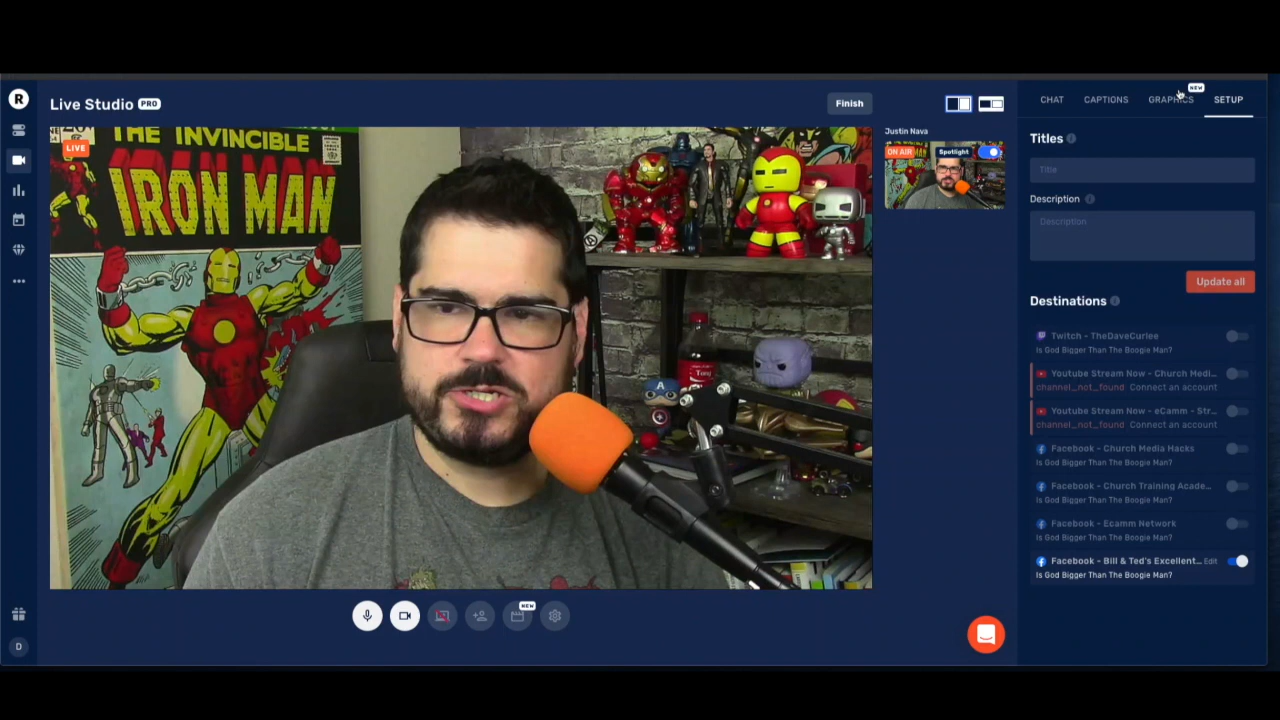 R
Live Studio PRO
Finish
NEW
CHAT
CAPTIONS
GRAPHICS
SETUP
LIVE
THE INVINCIBLE
IRON MAN
Justin Nava
ON AIR
Spotlight
Titles
Title
Description
Description
Update all
Destinations
Twitch - TheDaveCurlee
Is God Bigger Than The Boogie Man?
Youtube Stream Now - Church Medi...
channel_not_found Connect an account
Youtube Stream Now - eCamm - Str...
channel_not_found Connect an account
Facebook - Church Media Hacks
Is God Bigger Than The Boogie Man?
Facebook - Church Training Acade...
Is God Bigger Than The Boogie Man?
Facebook - Ecamm Network
Is God Bigger Than The Boogie Man?
Facebook - Bill & Ted's Excellent... Edit
Is God Bigger Than The Boogie Man?
NEW
D